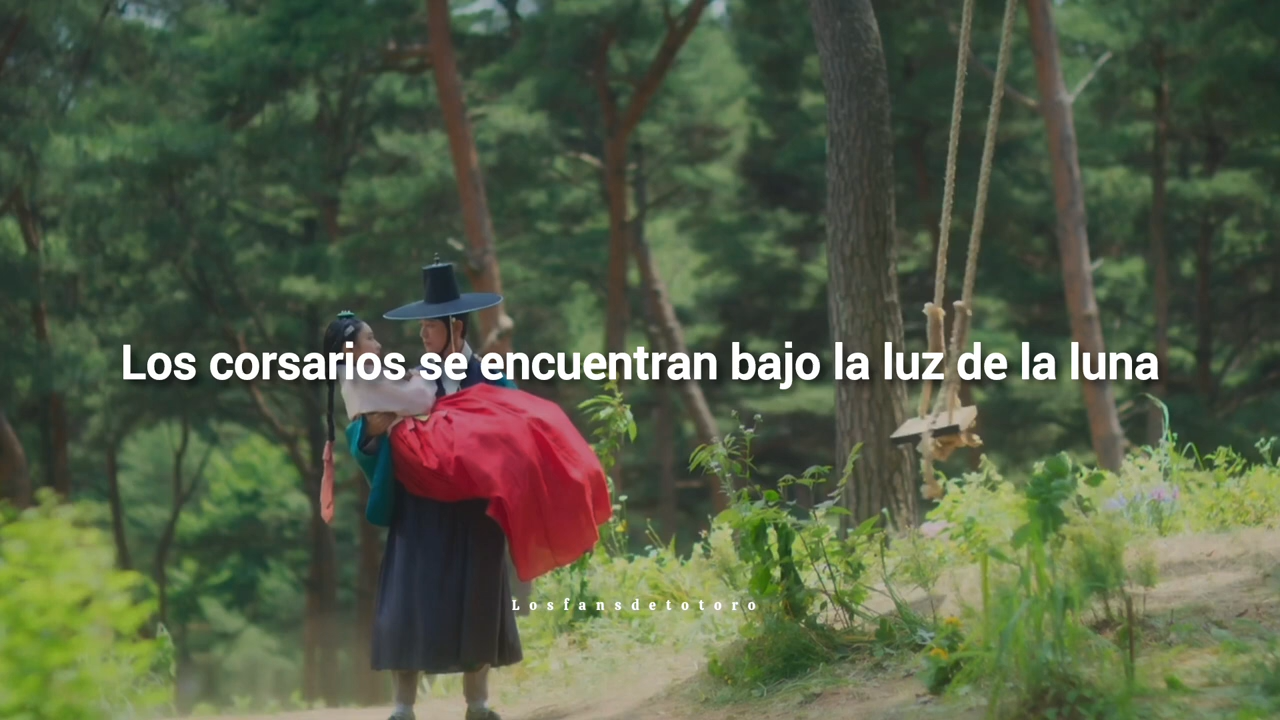 Los corsarios se encuentran bajo la luz de la luna
Losfansdetotoro